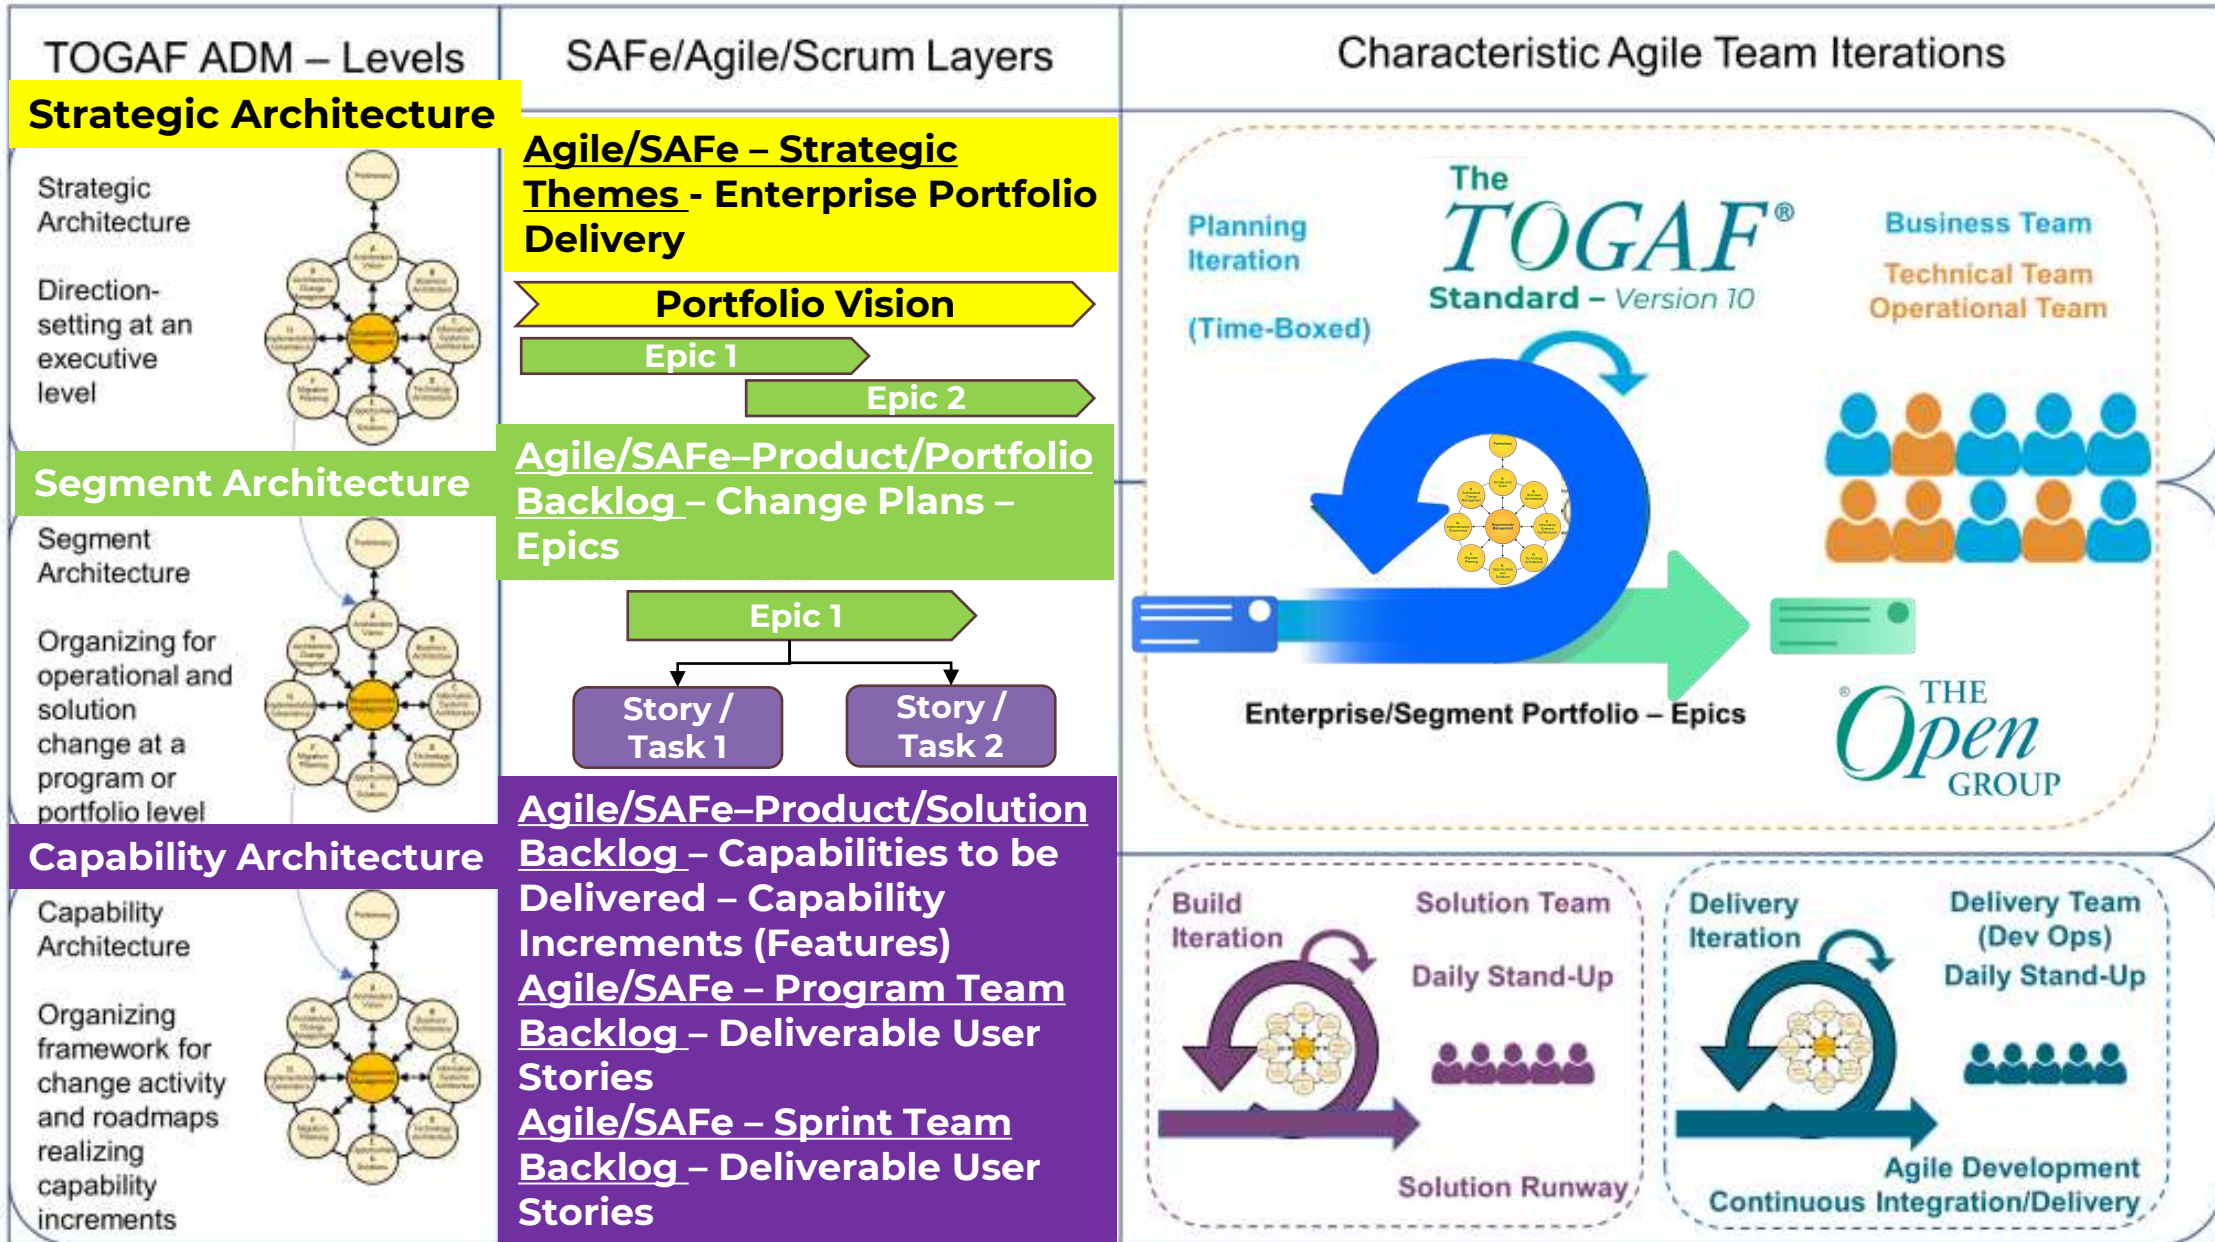 TOGAF ADM – Levels
SAFe/Agile/Scrum Layers
Characteristic Agile Team Iterations
Strategic Architecture
Strategic
Architecture
Direction-
setting at an
executive
level
Segment Architecture
Segment
Architecture
Organizing for
operational and
solution
change at a
program or
portfolio level
Capability Architecture
Capability
Architecture
Organizing
framework for
change activity
and roadmaps
realizing
capability
increments
Agile/SAFe – Strategic
Themes - Enterprise Portfolio
Delivery
Portfolio Vision
Epic 1
Epic 2
Agile/SAFe–Product/Portfolio
Backlog – Change Plans –
Epics
Epic 1
Story /
Task 1
Story /
Task 2
Agile/SAFe–Product/Solution
Backlog – Capabilities to be
Delivered – Capability
Increments (Features)
Agile/SAFe – Program Team
Backlog – Deliverable User
Stories
Agile/SAFe – Sprint Team
Backlog – Deliverable User
Stories
Planning
Iteration
(Time-Boxed)
The
TOGAF®
Standard – Version 10
Business Team
Technical Team
Operational Team
Enterprise/Segment Portfolio – Epics
® THE
Open
GROUP
Build
Iteration
Solution Team
Daily Stand-Up
Solution Runway
Delivery
Iteration
Delivery Team
(Dev Ops)
Daily Stand-Up
Agile Development
Continuous Integration/Delivery